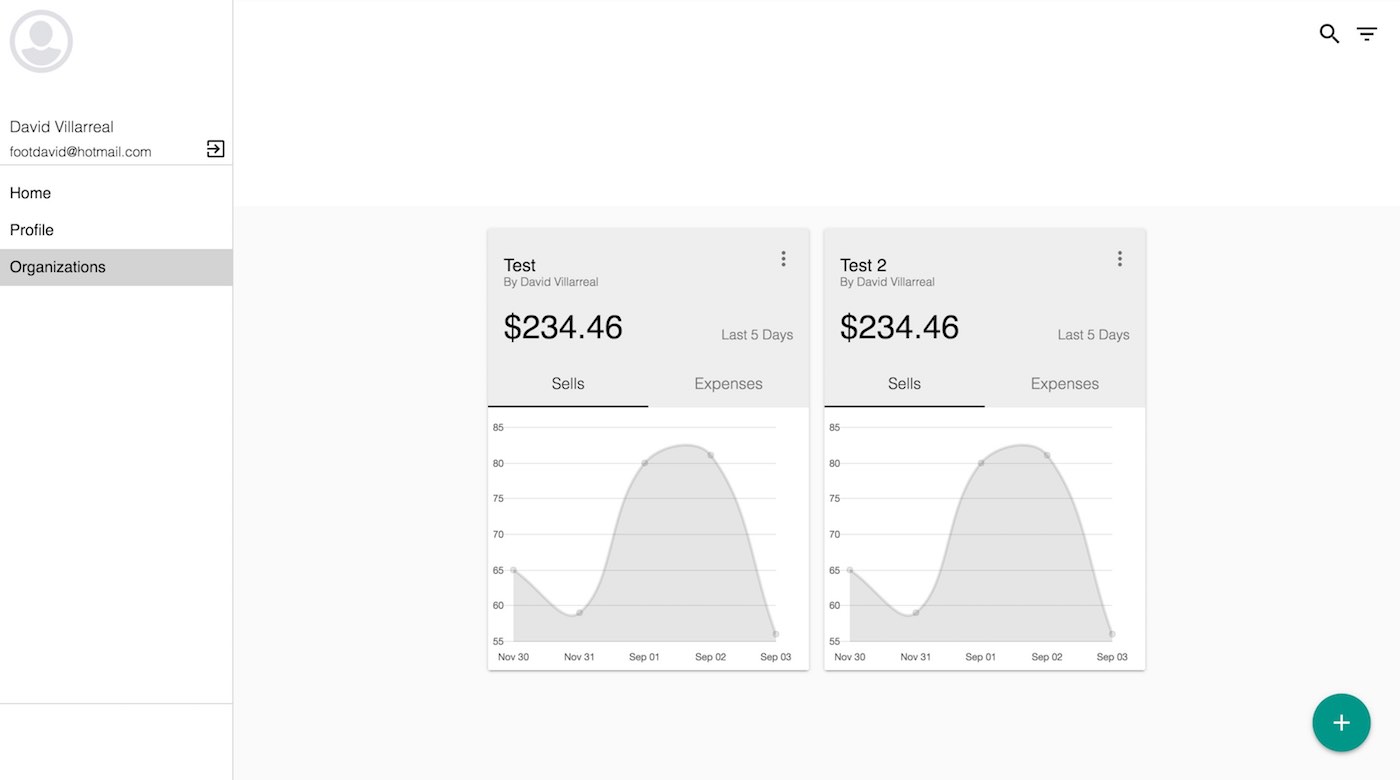 David Villarreal
footdavid@hotmail.com
Home
Profile
Organizations
Test
By David Villarreal
$234.46
Last 5 Days
Sells
Expenses
85
80
75
70
65
60
55
Nov 30
Nov 31
Sep 01
Sep 02
Sep 03
Test 2
By David Villarreal
$234.46
Last 5 Days
Sells
Expenses
85
80
75
70
65
60
55
Nov 30
Nov 31
Sep 01
Sep 02
Sep 03